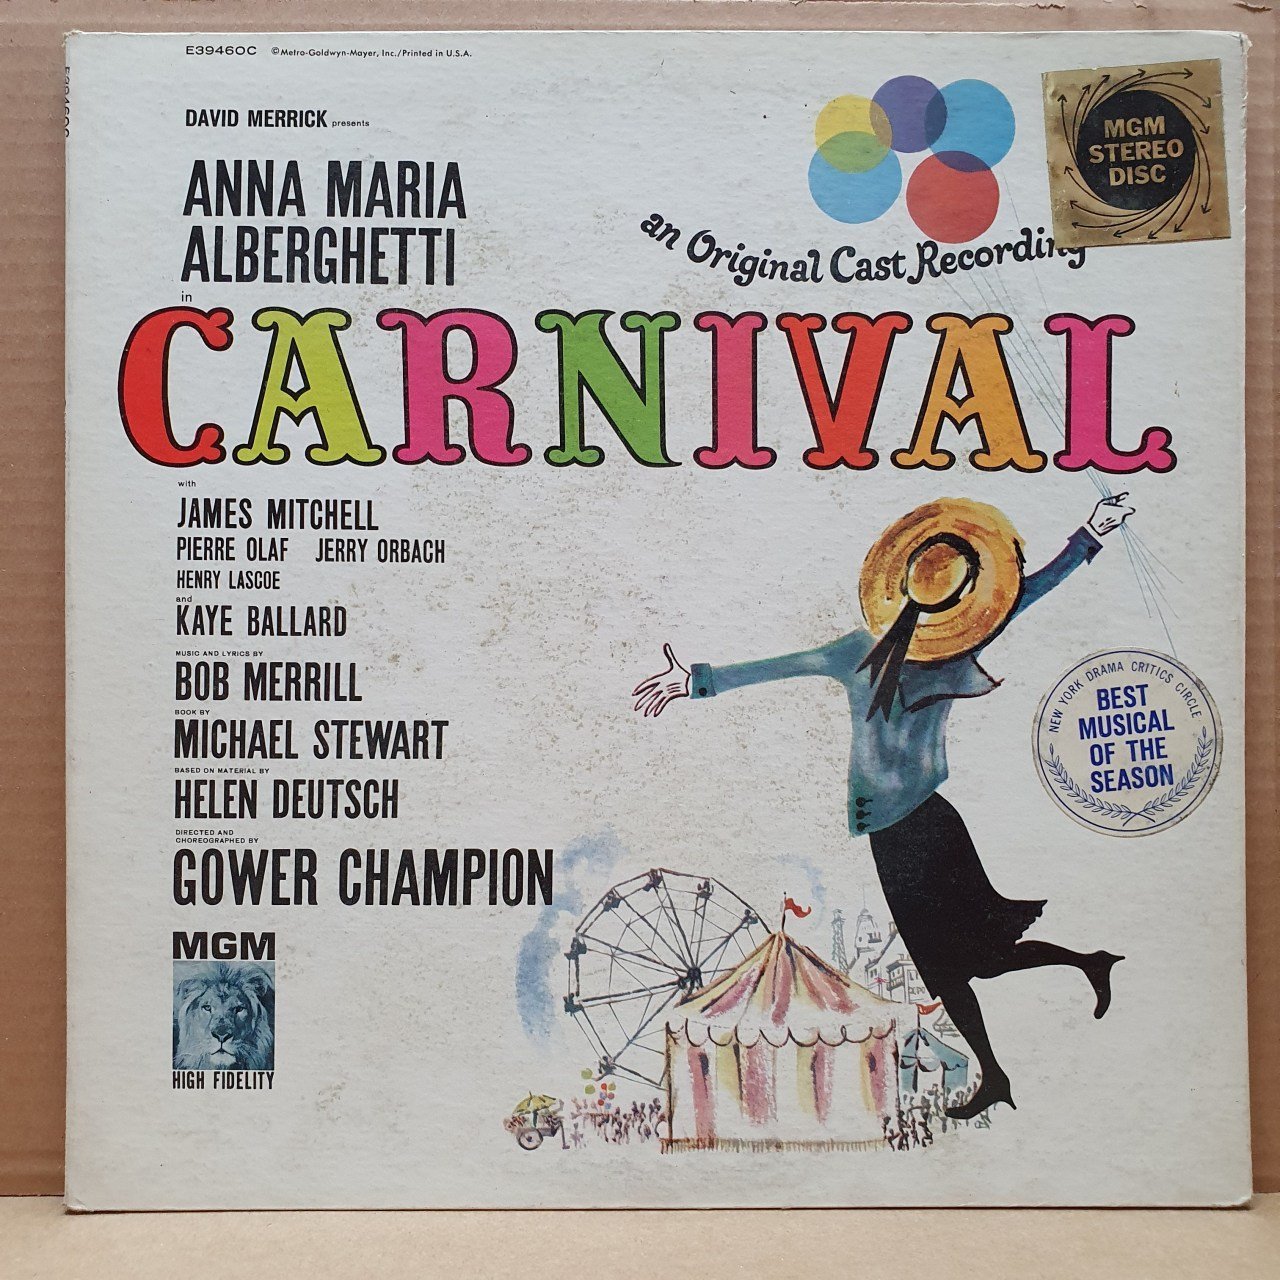 E3946OC ©Metro-Goldwyn-Mayer, Inc./Printed in U.S.A.
E3946OC
DAVID MERRICK presents
ANNA MARIA
ALBERGHETTI
in
MGM
STEREO
DISC
an Original Cast Recording
CARNIVAL
with
JAMES MITCHELL
PIERRE OLAF JERRY ORBACH
HENRY LASCOE
and
KAYE BALLARD
MUSIC AND LYRICS BY
BOB MERRILL
BOOK BY
MICHAEL STEWART
BASED ON MATERIAL BY
HELEN DEUTSCH
DIRECTED AND
CHOREOGRAPHED BY
GOWER CHAMPION
NEW YORK DRAMA CRITICS CIRCLE
BEST
MUSICAL
OF THE
SEASON
MGM
HIGH FIDELITY